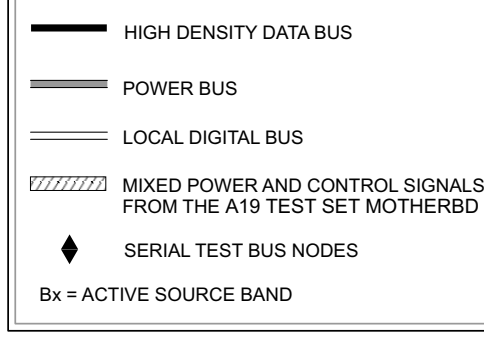 HIGH DENSITY DATA BUS
POWER BUS
LOCAL DIGITAL BUS
MIXED POWER AND CONTROL SIGNALS
FROM THE A19 TEST SET MOTHERBD
SERIAL TEST BUS NODES
Bx = ACTIVE SOURCE BAND